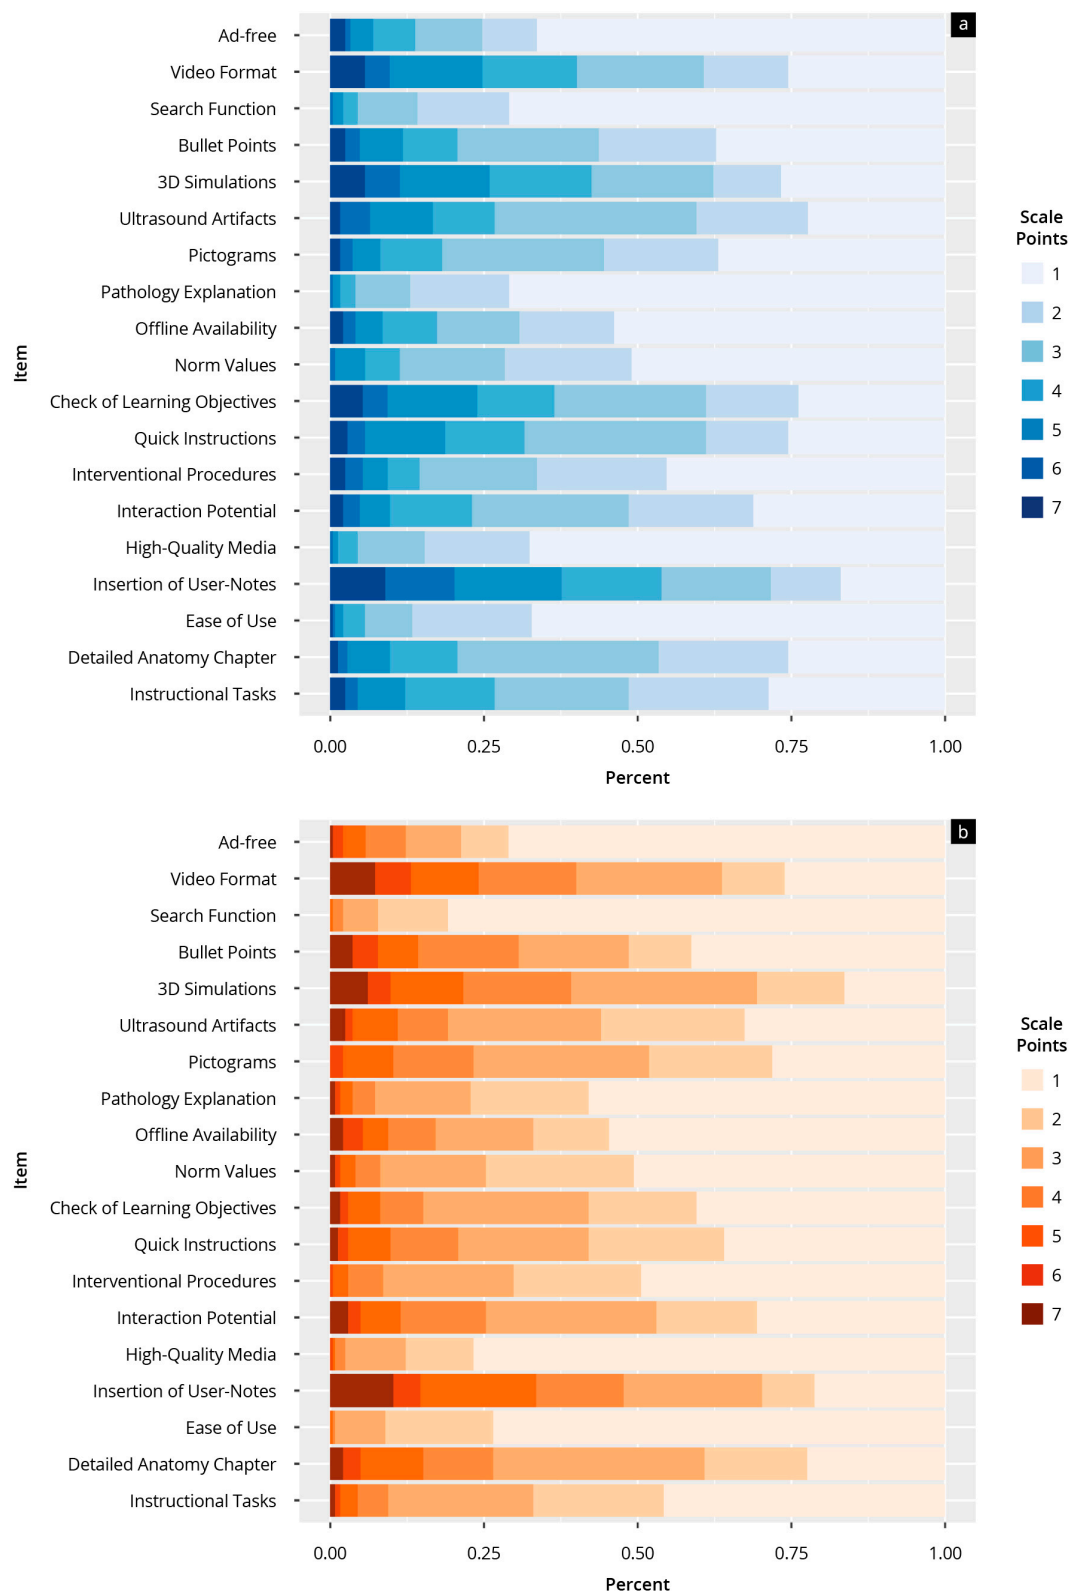 a
Ad-free
Video Format
Search Function
Bullet Points
3D Simulations
Ultrasound Artifacts
Pictograms
Pathology Explanation
Offline Availability
Norm Values
Check of Learning Objectives
Quick Instructions
Interventional Procedures
Interaction Potential
High-Quality Media
Insertion of User-Notes
Ease of Use
Detailed Anatomy Chapter
Instructional Tasks
Item
0.00 0.25 0.50 0.75 1.00
Percent
Scale
Points
1
2
3
4
5
6
7
b
Ad-free
Video Format
Search Function
Bullet Points
3D Simulations
Ultrasound Artifacts
Pictograms
Pathology Explanation
Offline Availability
Norm Values
Check of Learning Objectives
Quick Instructions
Interventional Procedures
Interaction Potential
High-Quality Media
Insertion of User-Notes
Ease of Use
Detailed Anatomy Chapter
Instructional Tasks
Item
0.00 0.25 0.50 0.75 1.00
Percent
Scale
Points
1
2
3
4
5
6
7